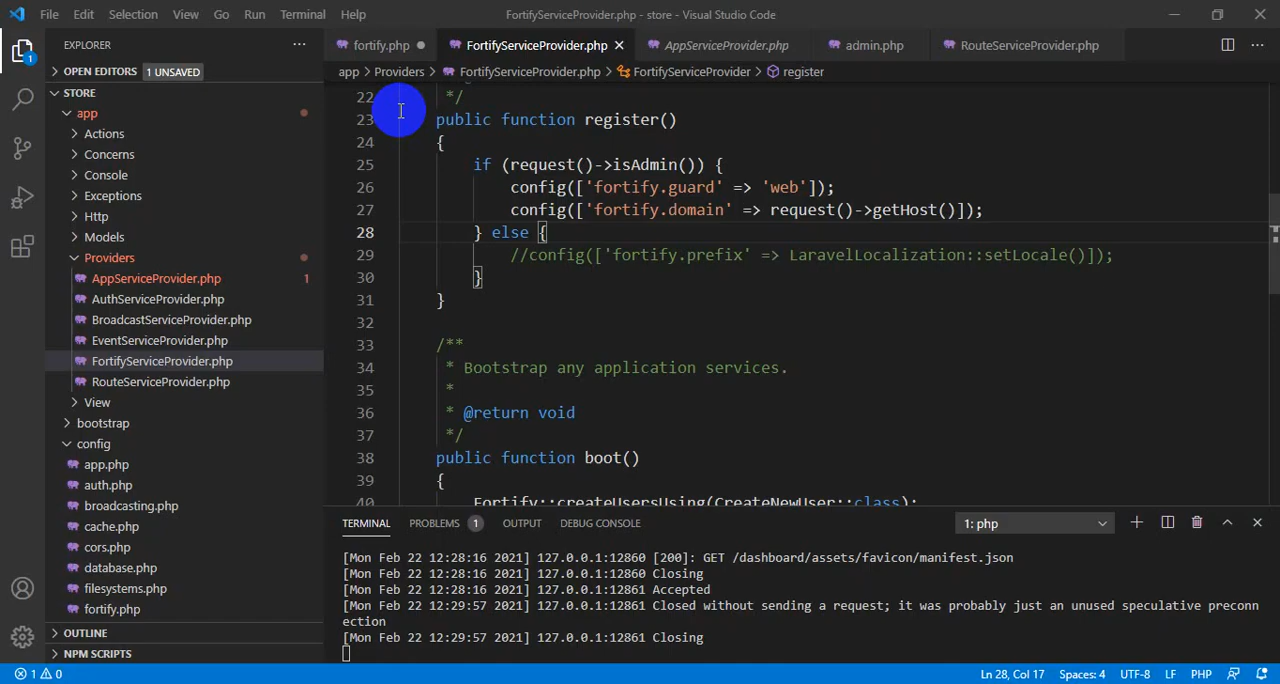 File Edit Selection View Go Run Terminal Help FortifyServiceProvider.php - store - Visual Studio Code
EXPLORER
fortify.php FortifyServiceProvider.php AppServiceProvider.php admin.php RouteServiceProvider.php
OPEN EDITORS 1 UNSAVED
app > Providers > FortifyServiceProvider.php > FortifyServiceProvider > register
1
STORE
app
Actions
Concerns
Console
Exceptions
Http
Models
Providers
AppServiceProvider.php 1
AuthServiceProvider.php
BroadcastServiceProvider.php
EventServiceProvider.php
FortifyServiceProvider.php
RouteServiceProvider.php
View
bootstrap
config
app.php
auth.php
broadcasting.php
cache.php
cors.php
database.php
filesystems.php
fortify.php
OUTLINE
NPM SCRIPTS
22 */
23 public function register()
24 {
25 if (request()->isAdmin()) {
26 config(['fortify.guard' => 'web']);
27 config(['fortify.domain' => request()->getHost()]);
28 } else {
29 //config(['fortify.prefix' => LaravelLocalization::setLocale()]);
30 }
31 }
32
33 /**
34 * Bootstrap any application services.
35 *
36 * @return void
37 */
38 public function boot()
39 {
40 Fortify::createUsersUsing(CreateNewUser::class);
TERMINAL PROBLEMS 1 OUTPUT DEBUG CONSOLE 1: php
[Mon Feb 22 12:28:16 2021] 127.0.0.1:12860 [200]: GET /dashboard/assets/favicon/manifest.json
[Mon Feb 22 12:28:16 2021] 127.0.0.1:12860 Closing
[Mon Feb 22 12:28:16 2021] 127.0.0.1:12861 Accepted
[Mon Feb 22 12:29:57 2021] 127.0.0.1:12861 Closed without sending a request; it was probably just an unused speculative preconn
ection
[Mon Feb 22 12:29:57 2021] 127.0.0.1:12861 Closing
1 0 Ln 28, Col 17 Spaces: 4 UTF-8 LF PHP